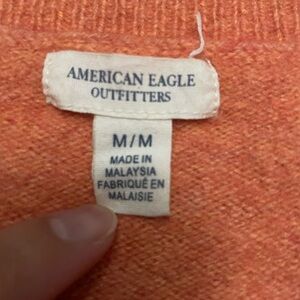 AMERICAN EAGLE
OUTFITTERS
M/M
MADE IN
MALAYSIA
FABRIQUÉ EN
MALAISIE